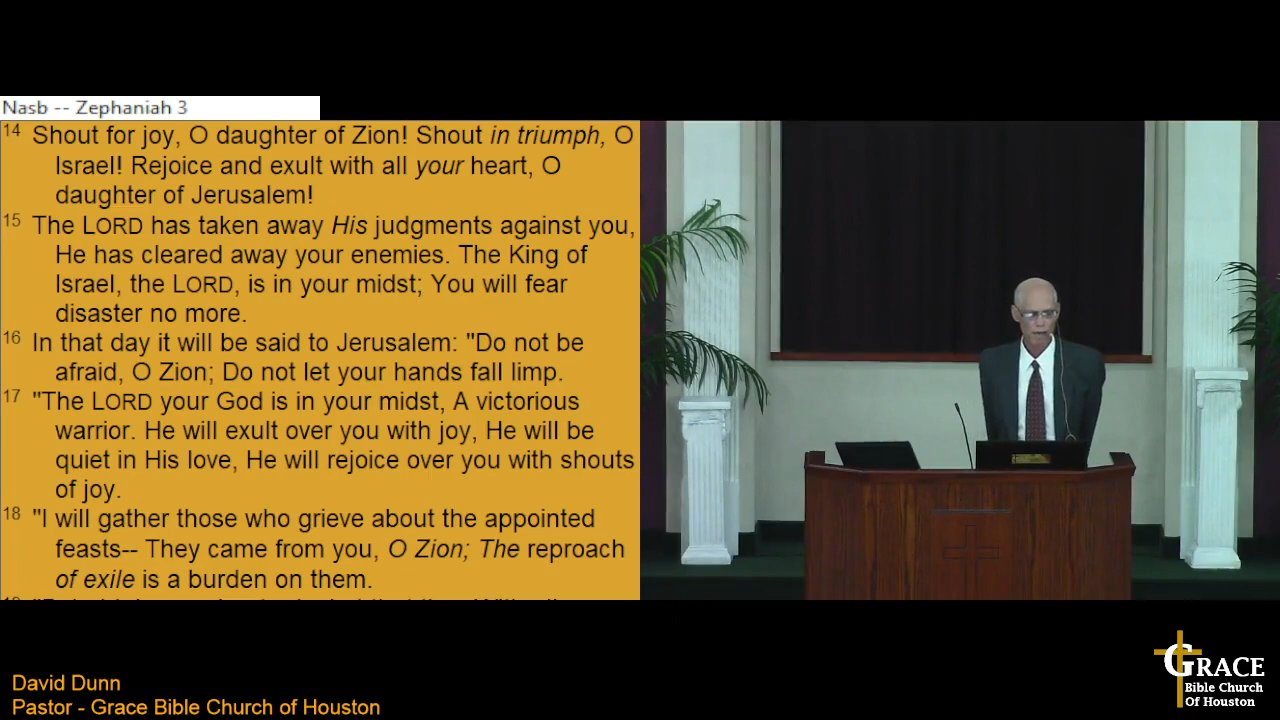 Nasb -- Zephaniah 3
14 Shout for joy, O daughter of Zion! Shout in triumph, O
Israel! Rejoice and exult with all your heart, O
daughter of Jerusalem!
15 The LORD has taken away His judgments against you,
He has cleared away your enemies. The King of
Israel, the LORD, is in your midst; You will fear
disaster no more.
16 In that day it will be said to Jerusalem: "Do not be
afraid, O Zion; Do not let your hands fall limp.
17 "The LORD your God is in your midst, A victorious
warrior. He will exult over you with joy, He will be
quiet in His love, He will rejoice over you with shouts
of joy.
18 "I will gather those who grieve about the appointed
feasts-- They came from you, O Zion; The reproach
of exile is a burden on them.
David Dunn
Pastor - Grace Bible Church of Houston
GRACE
Bible Church
Of Houston